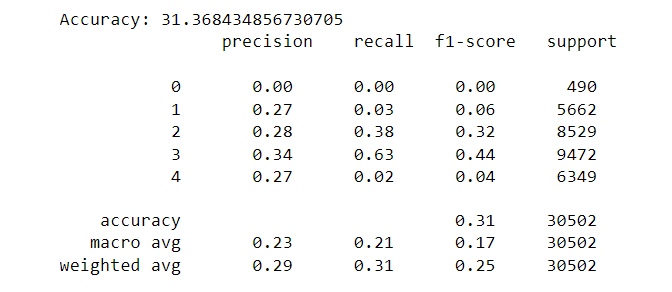 Accuracy: 31.368434856730705
precision recall f1-score support
0 0.00 0.00 0.00 490
1 0.27 0.03 0.06 5662
2 0.28 0.38 0.32 8529
3 0.34 0.63 0.44 9472
4 0.27 0.02 0.04 6349
accuracy 0.31 30502
macro avg 0.23 0.21 0.17 30502
weighted avg 0.29 0.31 0.25 30502